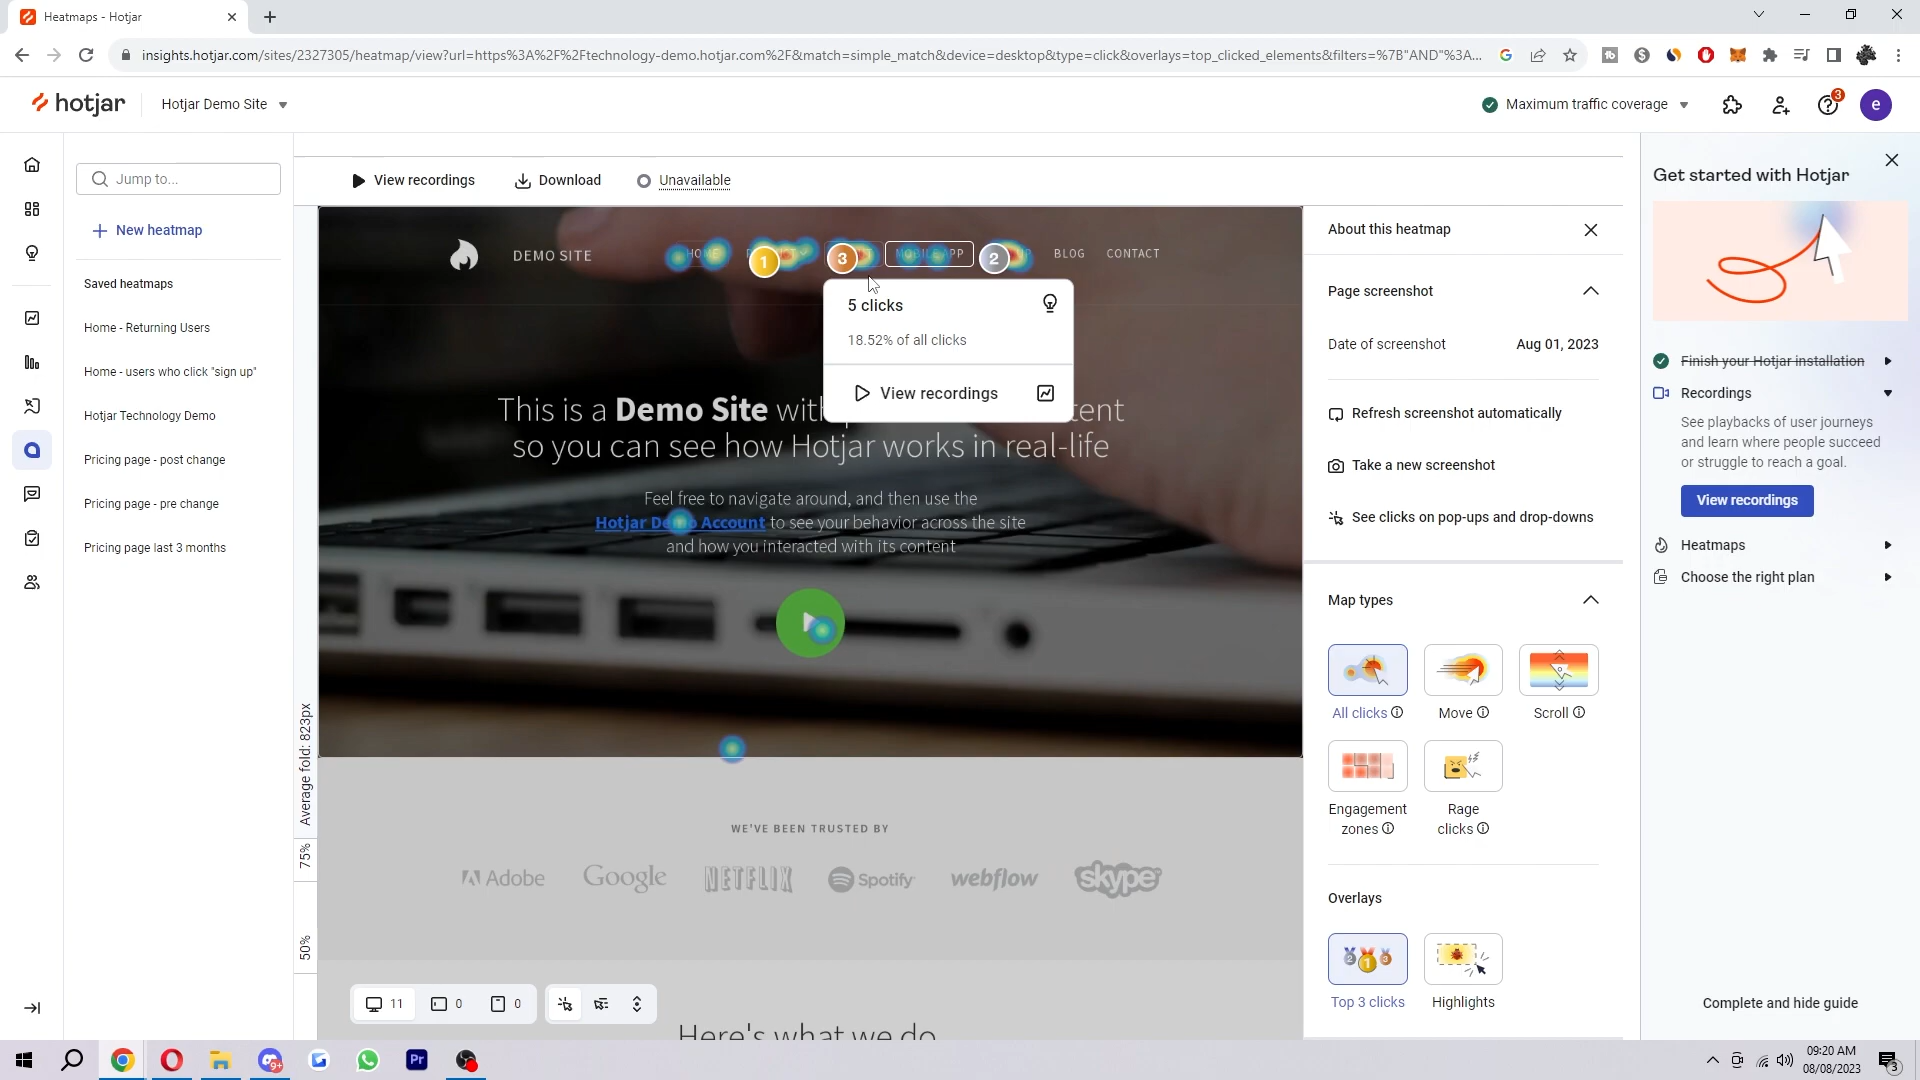 Heatmaps - Hotjar
insights.hotjar.com/sites/2327305/heatmap/view?url=https%3A%2F%2Ftechnology-demo.hotjar.com%2F&match=simple_match&device=desktop&type=click&overlays=top_clicked_elements&filters=%7B"AND"%3A...
hotjar
Hotjar Demo Site
Maximum traffic coverage
3
e
Jump to...
New heatmap
Saved heatmaps
Home - Returning Users
Home - users who click "sign up"
Hotjar Technology Demo
Pricing page - post change
Pricing page - pre change
Pricing page last 3 months
View recordings
Download
Unavailable
DEMO SITE
HOME
1
3
MOBILE APP
2
BLOG
CONTACT
5 clicks
18.52% of all clicks
View recordings
This is a Demo Site with
so you can see how Hotjar works in real-life
Feel free to navigate around, and then use the
Hotjar Demo Account to see your behavior across the site
and how you interacted with its content
Average fold: 823px
75%
50%
WE'VE BEEN TRUSTED BY
Adobe
Google
NETFLIX
Spotify
webflow
skype
Here's what we do
11
0
0
About this heatmap
Page screenshot
Date of screenshot
Aug 01, 2023
Refresh screenshot automatically
Take a new screenshot
See clicks on pop-ups and drop-downs
Map types
All clicks
Move
Scroll
Engagement
zones
Rage
clicks
Overlays
2
1
3
Top 3 clicks
Highlights
Get started with Hotjar
Finish your Hotjar installation
Recordings
See playbacks of user journeys
and learn where people succeed
or struggle to reach a goal.
View recordings
Heatmaps
Choose the right plan
Complete and hide guide
9+
Pr
09:20 AM
08/08/2023
3